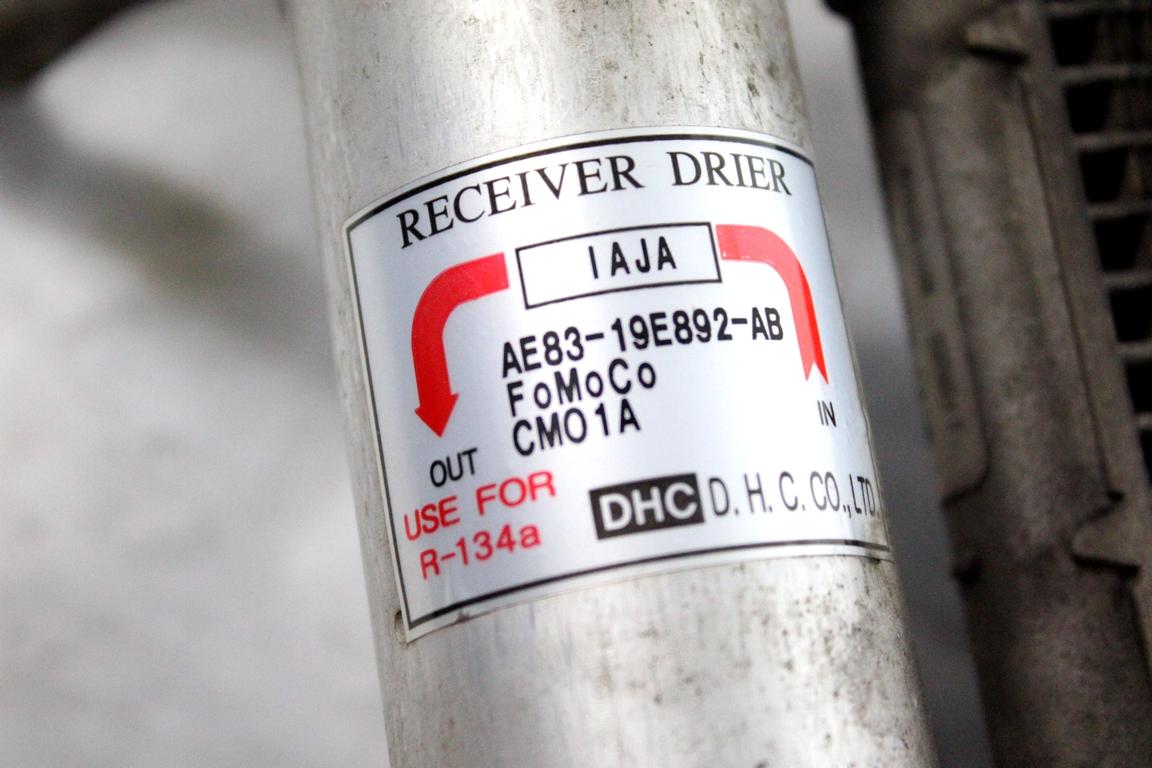 RECEIVER DRIER
IAJA
AE83-19E892-AB
FoMoCo
CM01A
IN
OUT
USE FOR
R-134a
DHC D. H. C. CO., LTD.